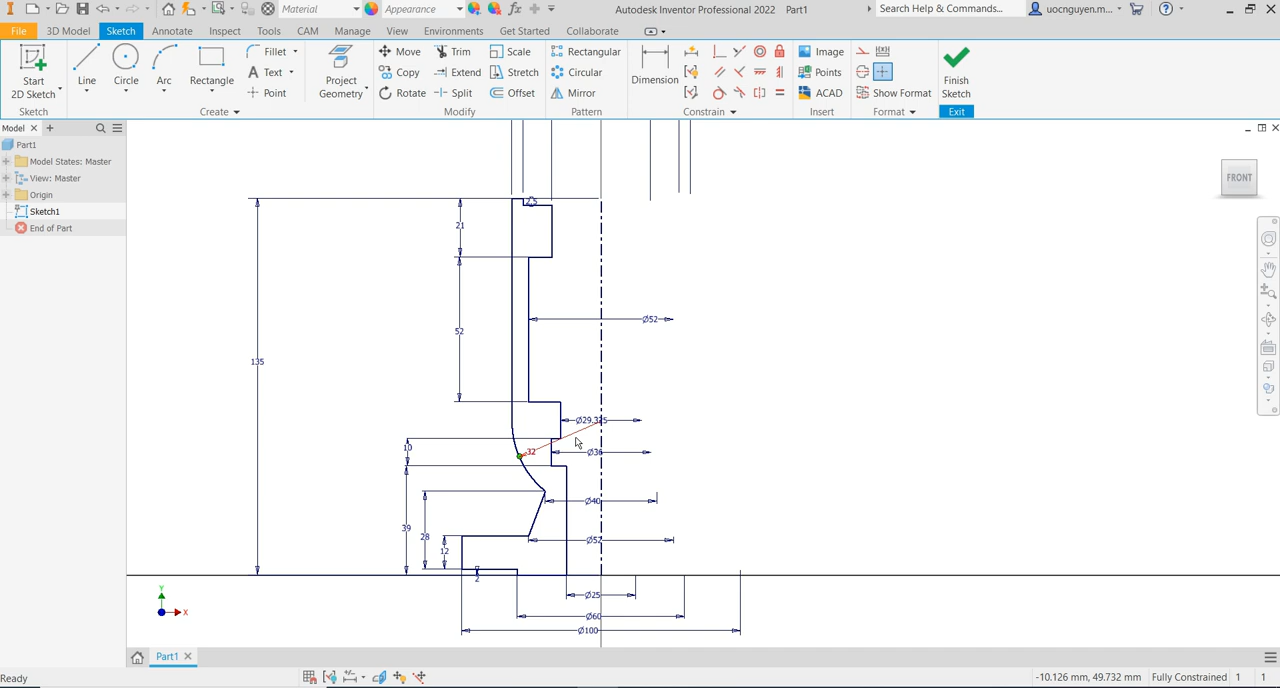 Material
Appearance
Autodesk Inventor Professional 2022 Part1
Search Help & Commands...
uocnguyen.m...
File
3D Model
Sketch
Annotate
Inspect
Tools
CAM
Manage
View
Environments
Get Started
Collaborate
Start
2D Sketch
Line
Circle
Arc
Rectangle
Fillet
Text
Point
Project
Geometry
Move
Copy
Rotate
Trim
Extend
Split
Scale
Stretch
Offset
Rectangular
Circular
Mirror
Dimension
Image
Points
ACAD
Show Format
Finish
Sketch
Sketch
Create
Modify
Pattern
Constrain
Insert
Format
Exit
Model
Part1
Model States: Master
View: Master
Origin
Sketch1
End of Part
FRONT
2.5
21
52
Ø52
135
Ø29.325
10
32
Ø36
Ø40
39
28
12
Ø52
2
Ø25
Ø60
Ø100
Y
X
Part1
Ready
-10.126 mm, 49.732 mm
Fully Constrained
1
1